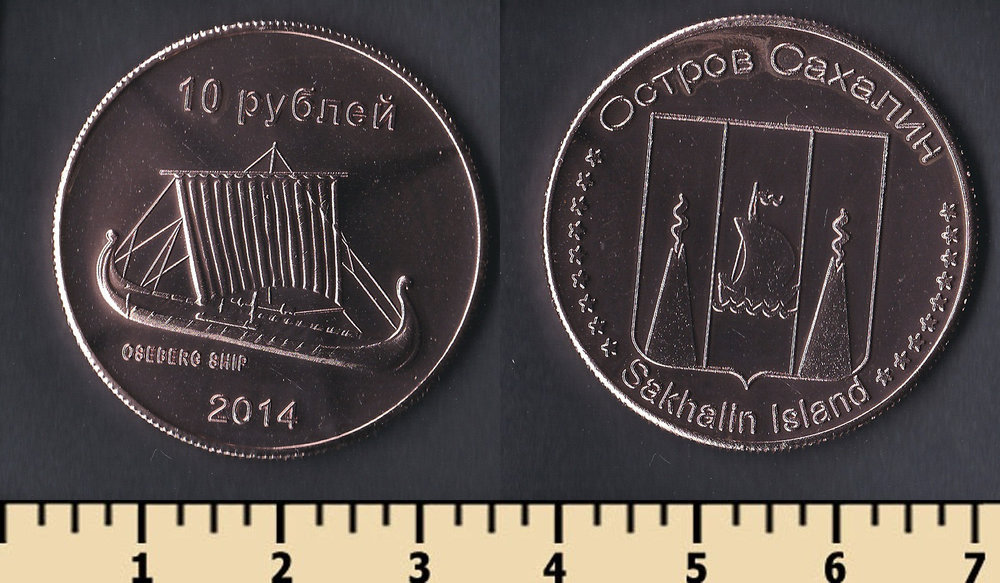 10 рублей
OSEBERG SHIP
2014
Остров Сахалин
Sakhalin Island
1 2 3 4 5 6 7